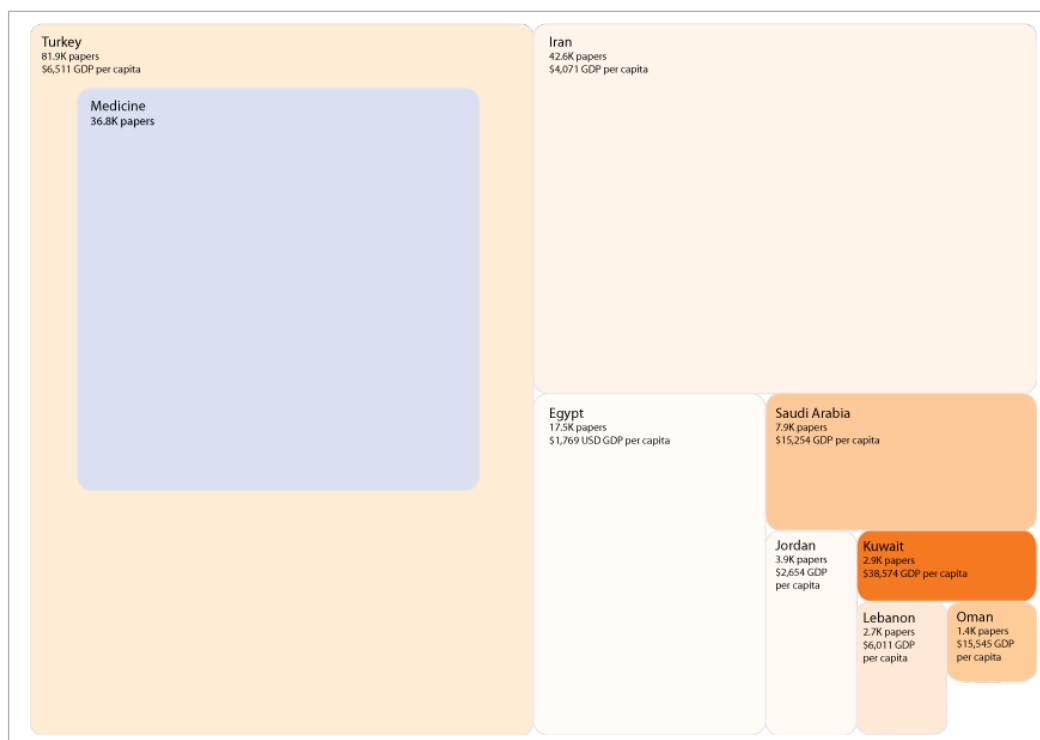 Turkey
81.9K papers
$6,511 GDP per capita
Medicine
36.8K papers
Iran
42.6K papers
$4,071 GDP per capita
Egypt
17.5K papers
$1,769 USD GDP per capita
Saudi Arabia
7.9K papers
$15,254 GDP per capita
Jordan
3.9K papers
$2,654 GDP
per capita
Kuwait
2.9K papers
$38,574 GDP per capita
Lebanon
2.7K papers
$6,011 GDP
per capita
Oman
1.4K papers
$15,545 GDP
per capita